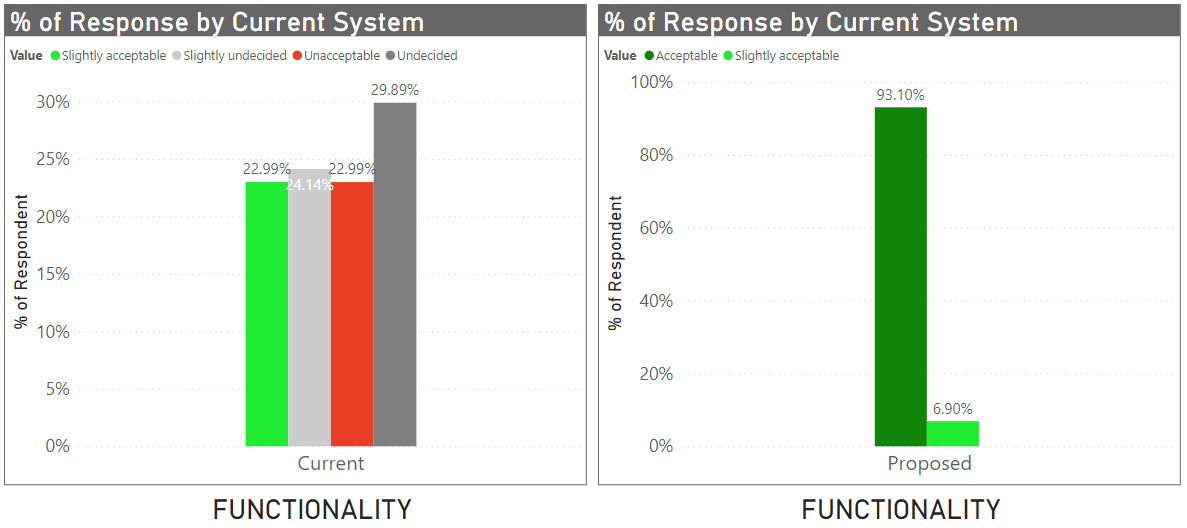 % of Response by Current System
Value Slightly acceptable Slightly undecided Unacceptable Undecided
30%
25%
20%
15%
10%
5%
0%
% of Respondent
22.99%
24.14%
22.99%
29.89%
Current
FUNCTIONALITY
% of Response by Current System
Value Acceptable Slightly acceptable
100%
80%
60%
40%
20%
0%
% of Respondent
93.10%
6.90%
Proposed
FUNCTIONALITY